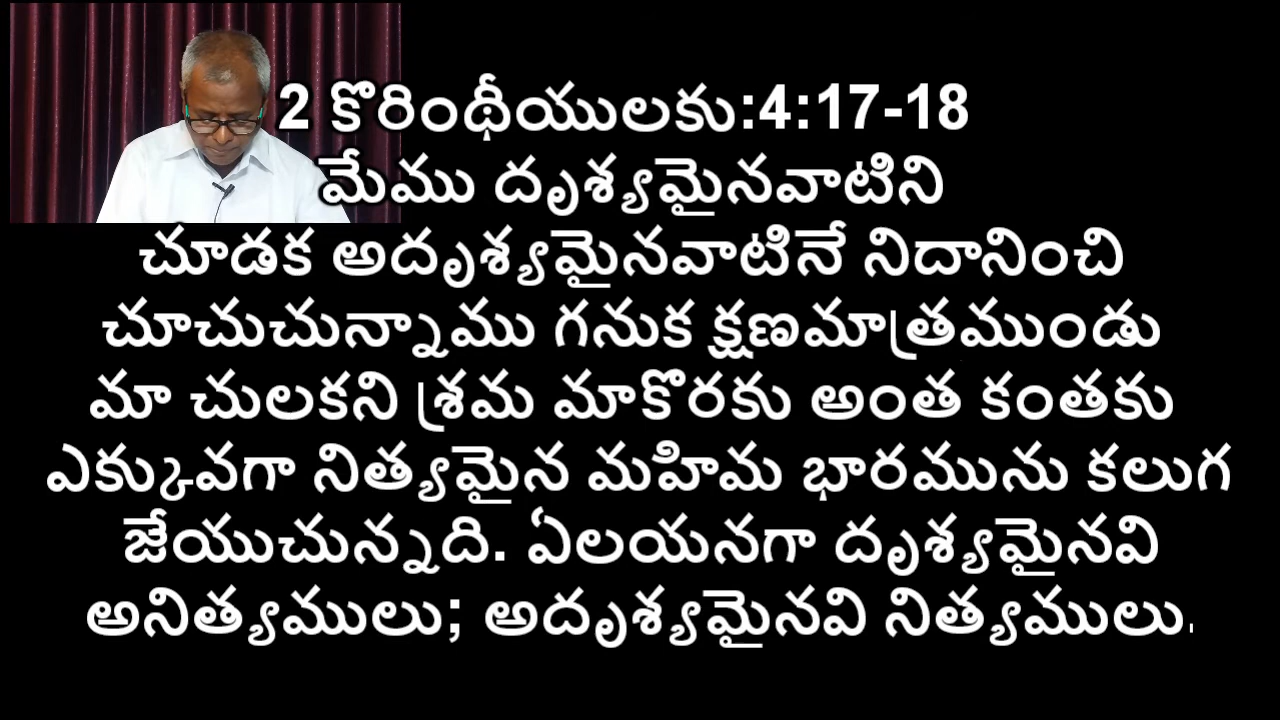 2 కొరింథీయులకు:4:17-18
మేము దృశ్యమైనవాటిని
చూడక అదృశ్యమైనవాటినే నిదానించి
చూచుచున్నాము గనుక క్షణమాత్రముండు
మా చులకని శ్రమ మాకొరకు అంత కంతకు
ఎక్కువగా నిత్యమైన మహిమ భారమును కలుగ
జేయుచున్నది. ఏలయనగా దృశ్యమైనవి
అనిత్యములు; అదృశ్యమైనవి నిత్యములు.